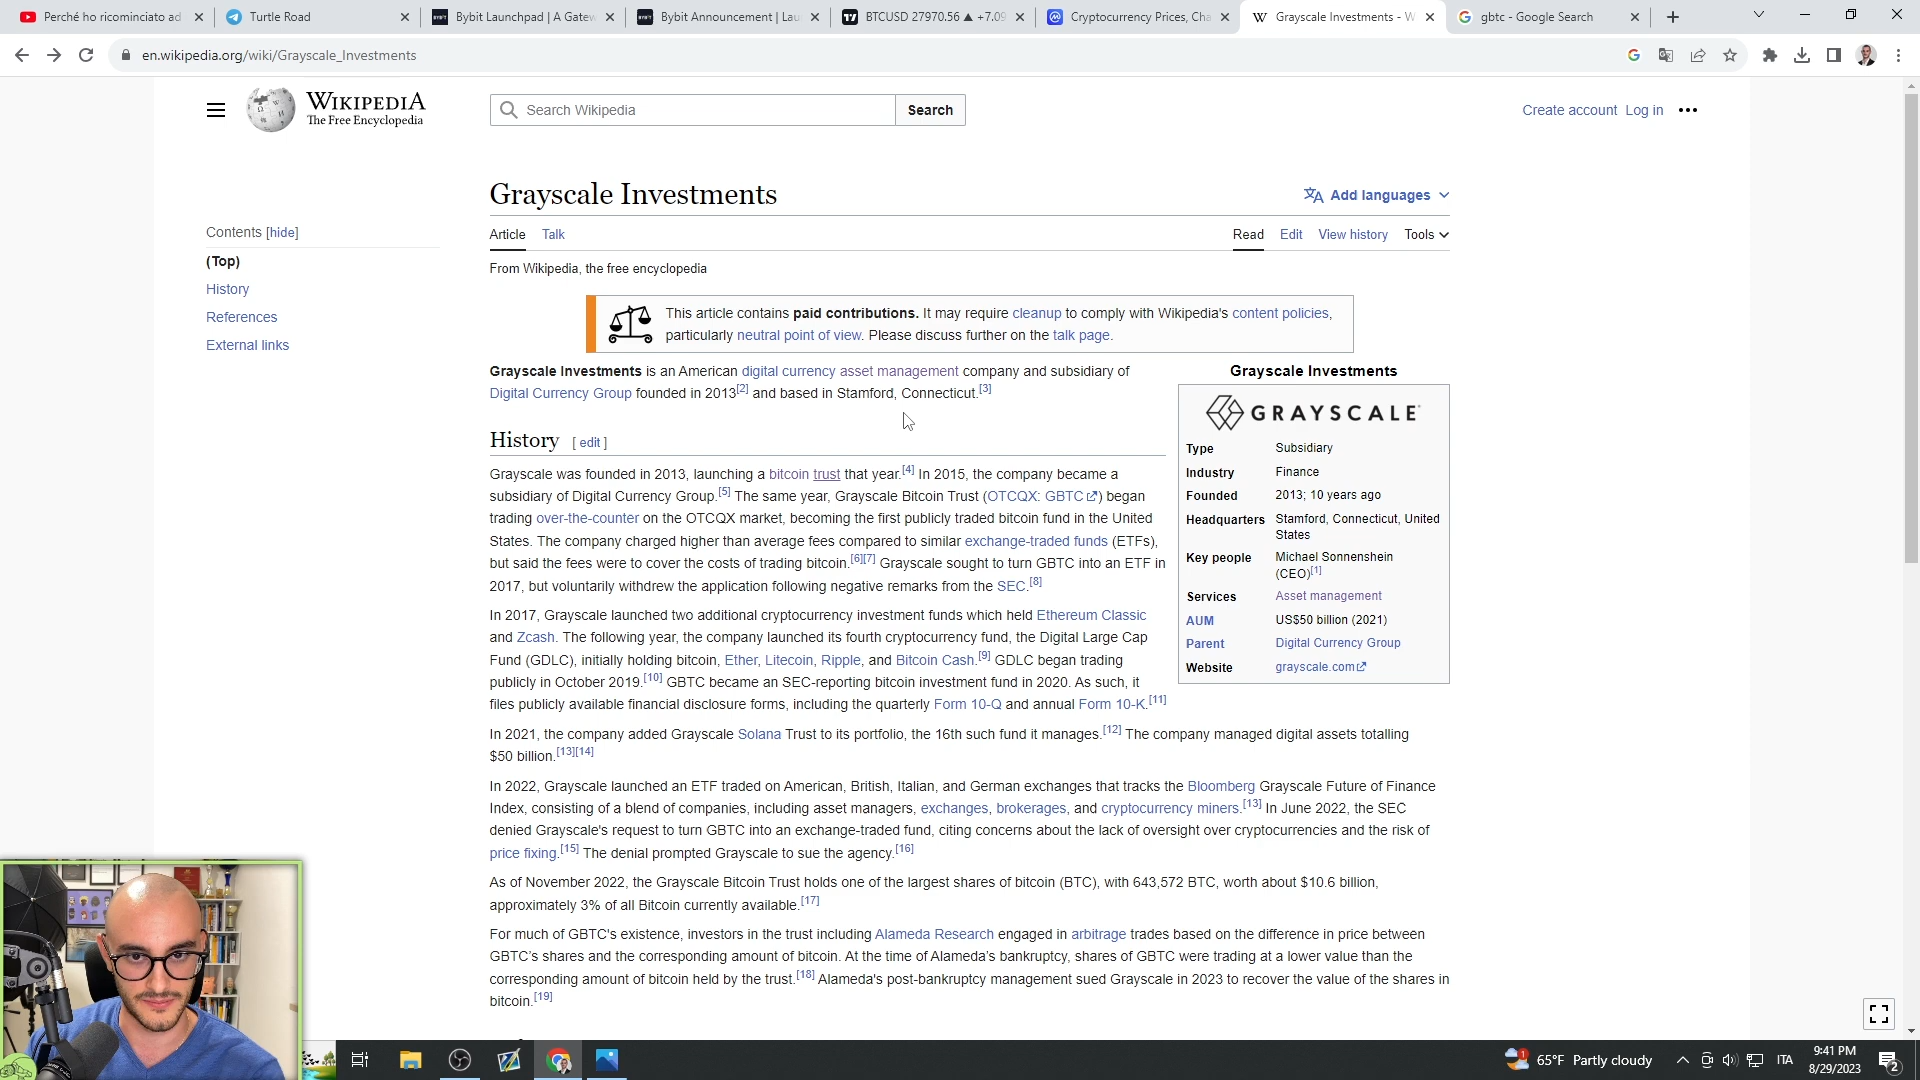 Perché ho ricominciato ad
Turtle Road
Bybit Launchpad | A Gatew
Bybit Announcement | Lau
BTCUSD 27970.56 ▲ +7.09
Cryptocurrency Prices, Cha
Grayscale Investments - W
gbtc - Google Search
en.wikipedia.org/wiki/Grayscale_Investments
WIKIPEDIA
The Free Encyclopedia
Search Wikipedia
Search
Create account Log in
Grayscale Investments
Add languages
Contents [hide]
(Top)
History
References
External links
Article Talk
Read Edit View history Tools
From Wikipedia, the free encyclopedia
This article contains paid contributions. It may require cleanup to comply with Wikipedia's content policies,
particularly neutral point of view. Please discuss further on the talk page.
Grayscale Investments is an American digital currency asset management company and subsidiary of
Digital Currency Group founded in 2013[2] and based in Stamford, Connecticut.[3]
History [ edit ]
Grayscale was founded in 2013, launching a bitcoin trust that year.[4] In 2015, the company became a
subsidiary of Digital Currency Group.[5] The same year, Grayscale Bitcoin Trust (OTCQX: GBTC) began
trading over-the-counter on the OTCQX market, becoming the first publicly traded bitcoin fund in the United
States. The company charged higher than average fees compared to similar exchange-traded funds (ETFs),
but said the fees were to cover the costs of trading bitcoin.[6][7] Grayscale sought to turn GBTC into an ETF in
2017, but voluntarily withdrew the application following negative remarks from the SEC.[8]
In 2017, Grayscale launched two additional cryptocurrency investment funds which held Ethereum Classic
and Zcash. The following year, the company launched its fourth cryptocurrency fund, the Digital Large Cap
Fund (GDLC), initially holding bitcoin, Ether, Litecoin, Ripple, and Bitcoin Cash.[9] GDLC began trading
publicly in October 2019.[10] GBTC became an SEC-reporting bitcoin investment fund in 2020. As such, it
files publicly available financial disclosure forms, including the quarterly Form 10-Q and annual Form 10-K.[11]
In 2021, the company added Grayscale Solana Trust to its portfolio, the 16th such fund it manages.[12] The company managed digital assets totalling
$50 billion.[13][14]
In 2022, Grayscale launched an ETF traded on American, British, Italian, and German exchanges that tracks the Bloomberg Grayscale Future of Finance
Index, consisting of a blend of companies, including asset managers, exchanges, brokerages, and cryptocurrency miners.[13] In June 2022, the SEC
denied Grayscale's request to turn GBTC into an exchange-traded fund, citing concerns about the lack of oversight over cryptocurrencies and the risk of
price fixing.[15] The denial prompted Grayscale to sue the agency.[16]
As of November 2022, the Grayscale Bitcoin Trust holds one of the largest shares of bitcoin (BTC), with 643,572 BTC, worth about $10.6 billion,
approximately 3% of all Bitcoin currently available.[17]
For much of GBTC's existence, investors in the trust including Alameda Research engaged in arbitrage trades based on the difference in price between
GBTC's shares and the corresponding amount of bitcoin. At the time of Alameda's bankruptcy, shares of GBTC were trading at a lower value than the
corresponding amount of bitcoin held by the trust.[18] Alameda's post-bankruptcy management sued Grayscale in 2023 to recover the value of the shares in
bitcoin.[19]
Grayscale Investments
GRAYSCALE
Type Subsidiary
Industry Finance
Founded 2013; 10 years ago
Headquarters Stamford, Connecticut, United
States
Key people Michael Sonnenshein
(CEO)[1]
Services Asset management
AUM US$50 billion (2021)
Parent Digital Currency Group
Website grayscale.com
65°F Partly cloudy
ITA
9:41 PM
8/29/2023
2